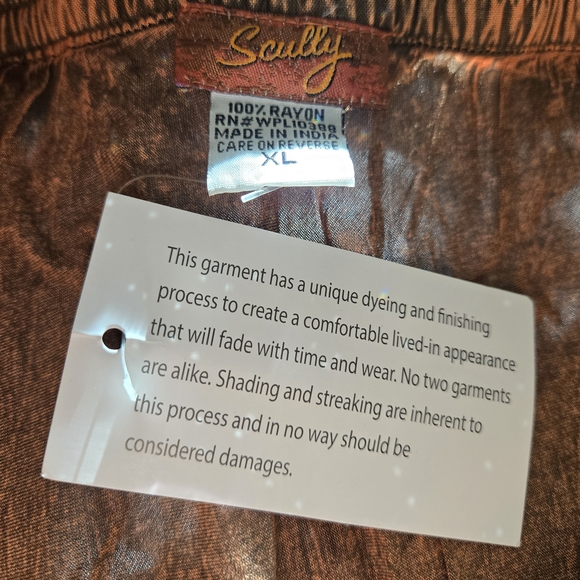 Scully
100% RAYON
RN# WPL10399
MADE IN INDIA
CARE ON REVERSE
XL
This garment has a unique dyeing and finishing
process to create a comfortable lived-in appearance
that will fade with time and wear. No two garments
are alike. Shading and streaking are inherent to
this process and in no way should be
considered damages.